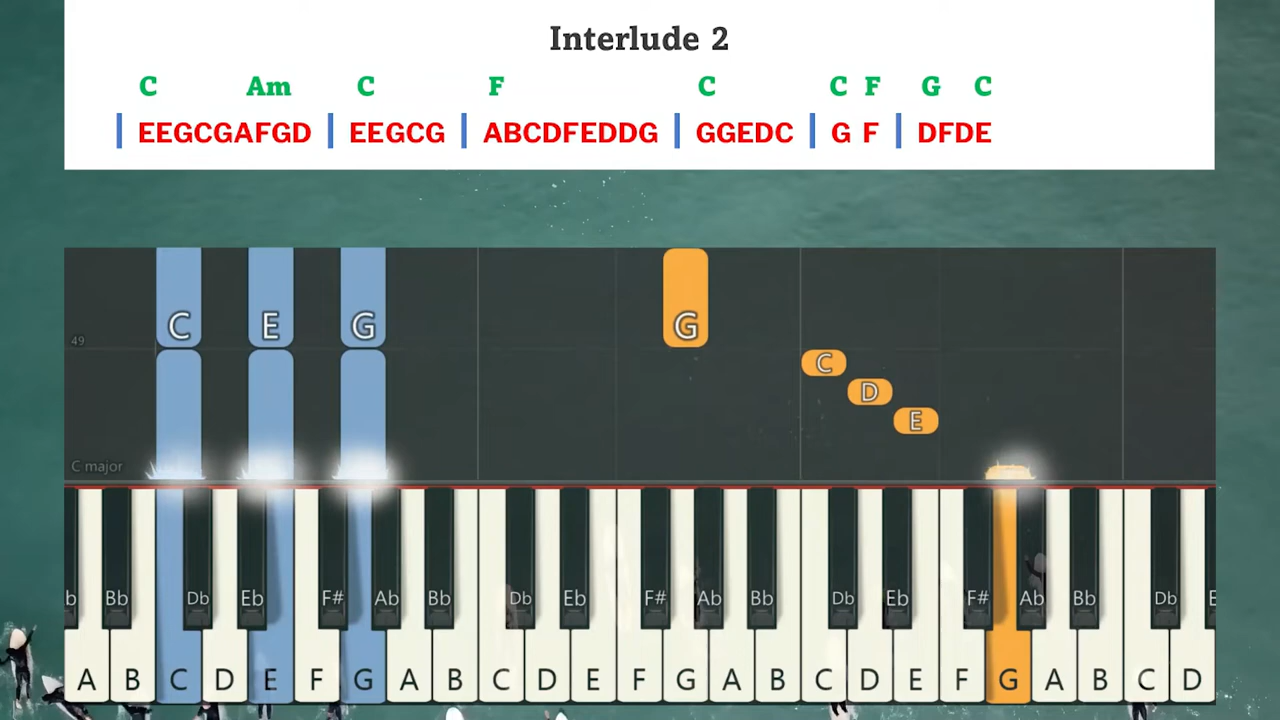 Interlude 2
C Am C F C C F G C
| EEGCGAFGD | EEGCG | ABCDFEDDG | GGEDC | G F | DFDE
C E G G
49
C
D
E
C major
b Bb Db Eb F# Ab Bb Db Eb F# Ab Bb Db Eb F# Ab Bb Db E
A B C D E F G A B C D E F G A B C D E F G A B C D